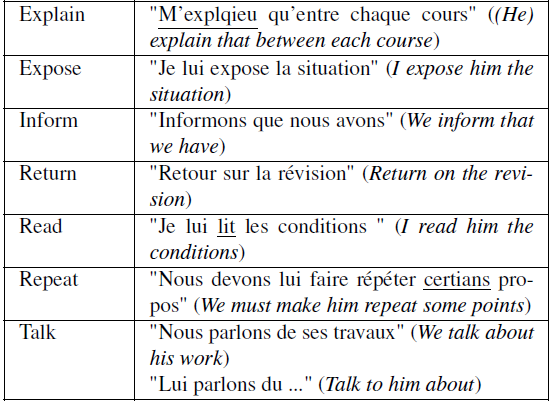 Explain "M'explqieu qu'entre chaque cours" ((He)
explain that between each course)
Expose "Je lui expose la situation" (I expose him the
situation)
Inform "Informons que nous avons" (We inform that
we have)
Return "Retour sur la révision" (Return on the revi-
sion)
Read "Je lui lit les conditions " (I read him the
conditions)
Repeat "Nous devons lui faire répéter certians pro-
pos" (We must make him repeat some points)
Talk "Nous parlons de ses travaux" (We talk about
his work)
"Lui parlons du ..." (Talk to him about)